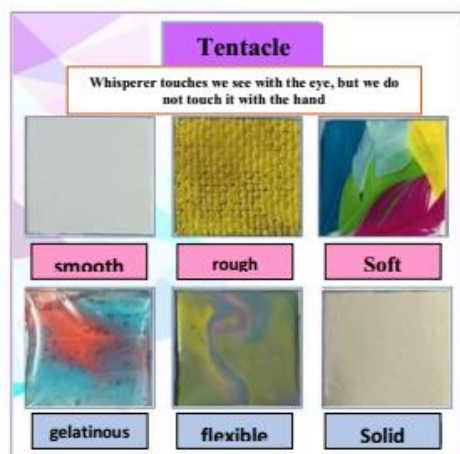 Tentacle
Whisperer touches we see with the eye, but we do
not touch it with the hand
smooth
rough
Soft
gelatinous
flexible
Solid